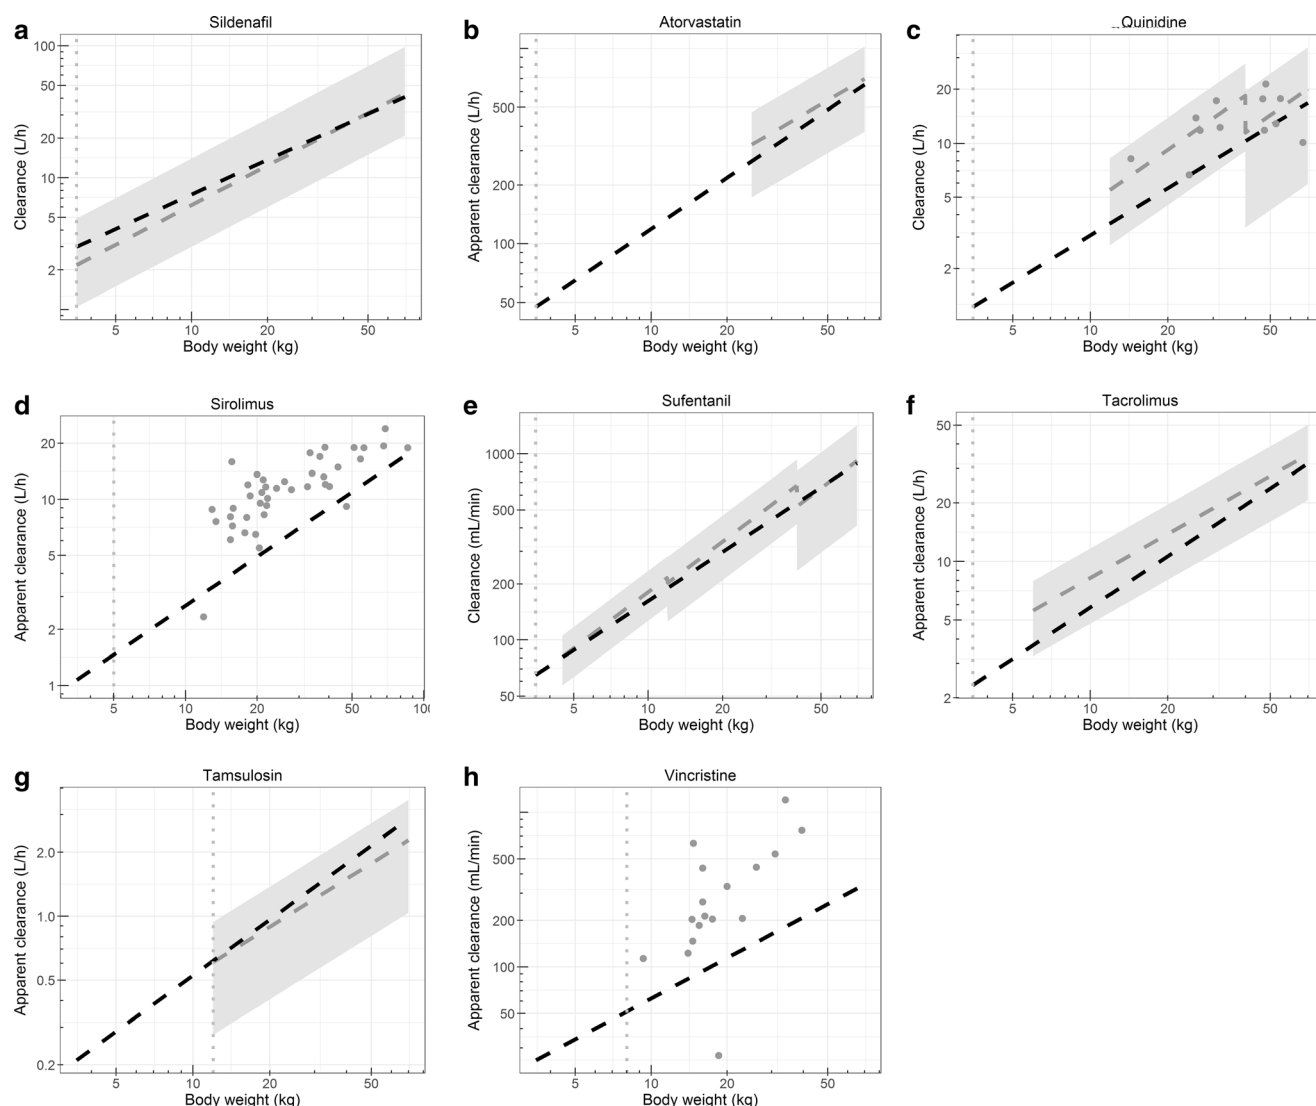 a
Sildenafil
Clearance (L/h)
100
50
20
10
5
2
5 10 20 50
Body weight (kg)
b
Atorvastatin
Apparent clearance (L/h)
500
200
100
50
5 10 20 50
Body weight (kg)
c
Quinidine
Clearance (L/h)
20
10
5
2
5 10 20 50
Body weight (kg)
d
Sirolimus
Apparent clearance (L/h)
20
10
5
2
1
5 10 20 50 10
Body weight (kg)
e
Sufentanil
Clearance (mL/min)
1000
500
200
100
50
5 10 20 50
Body weight (kg)
f
Tacrolimus
Apparent clearance (L/h)
50
10
5
2
5 10 20 50
Body weight (kg)
g
Tamsulosin
Apparent clearance (L/h)
2.0
1.0
0.5
0.2
5 10 20 50
Body weight (kg)
h
Vincristine
Apparent clearance (mL/min)
500
200
100
50
5 10 20 50
Body weight (kg)